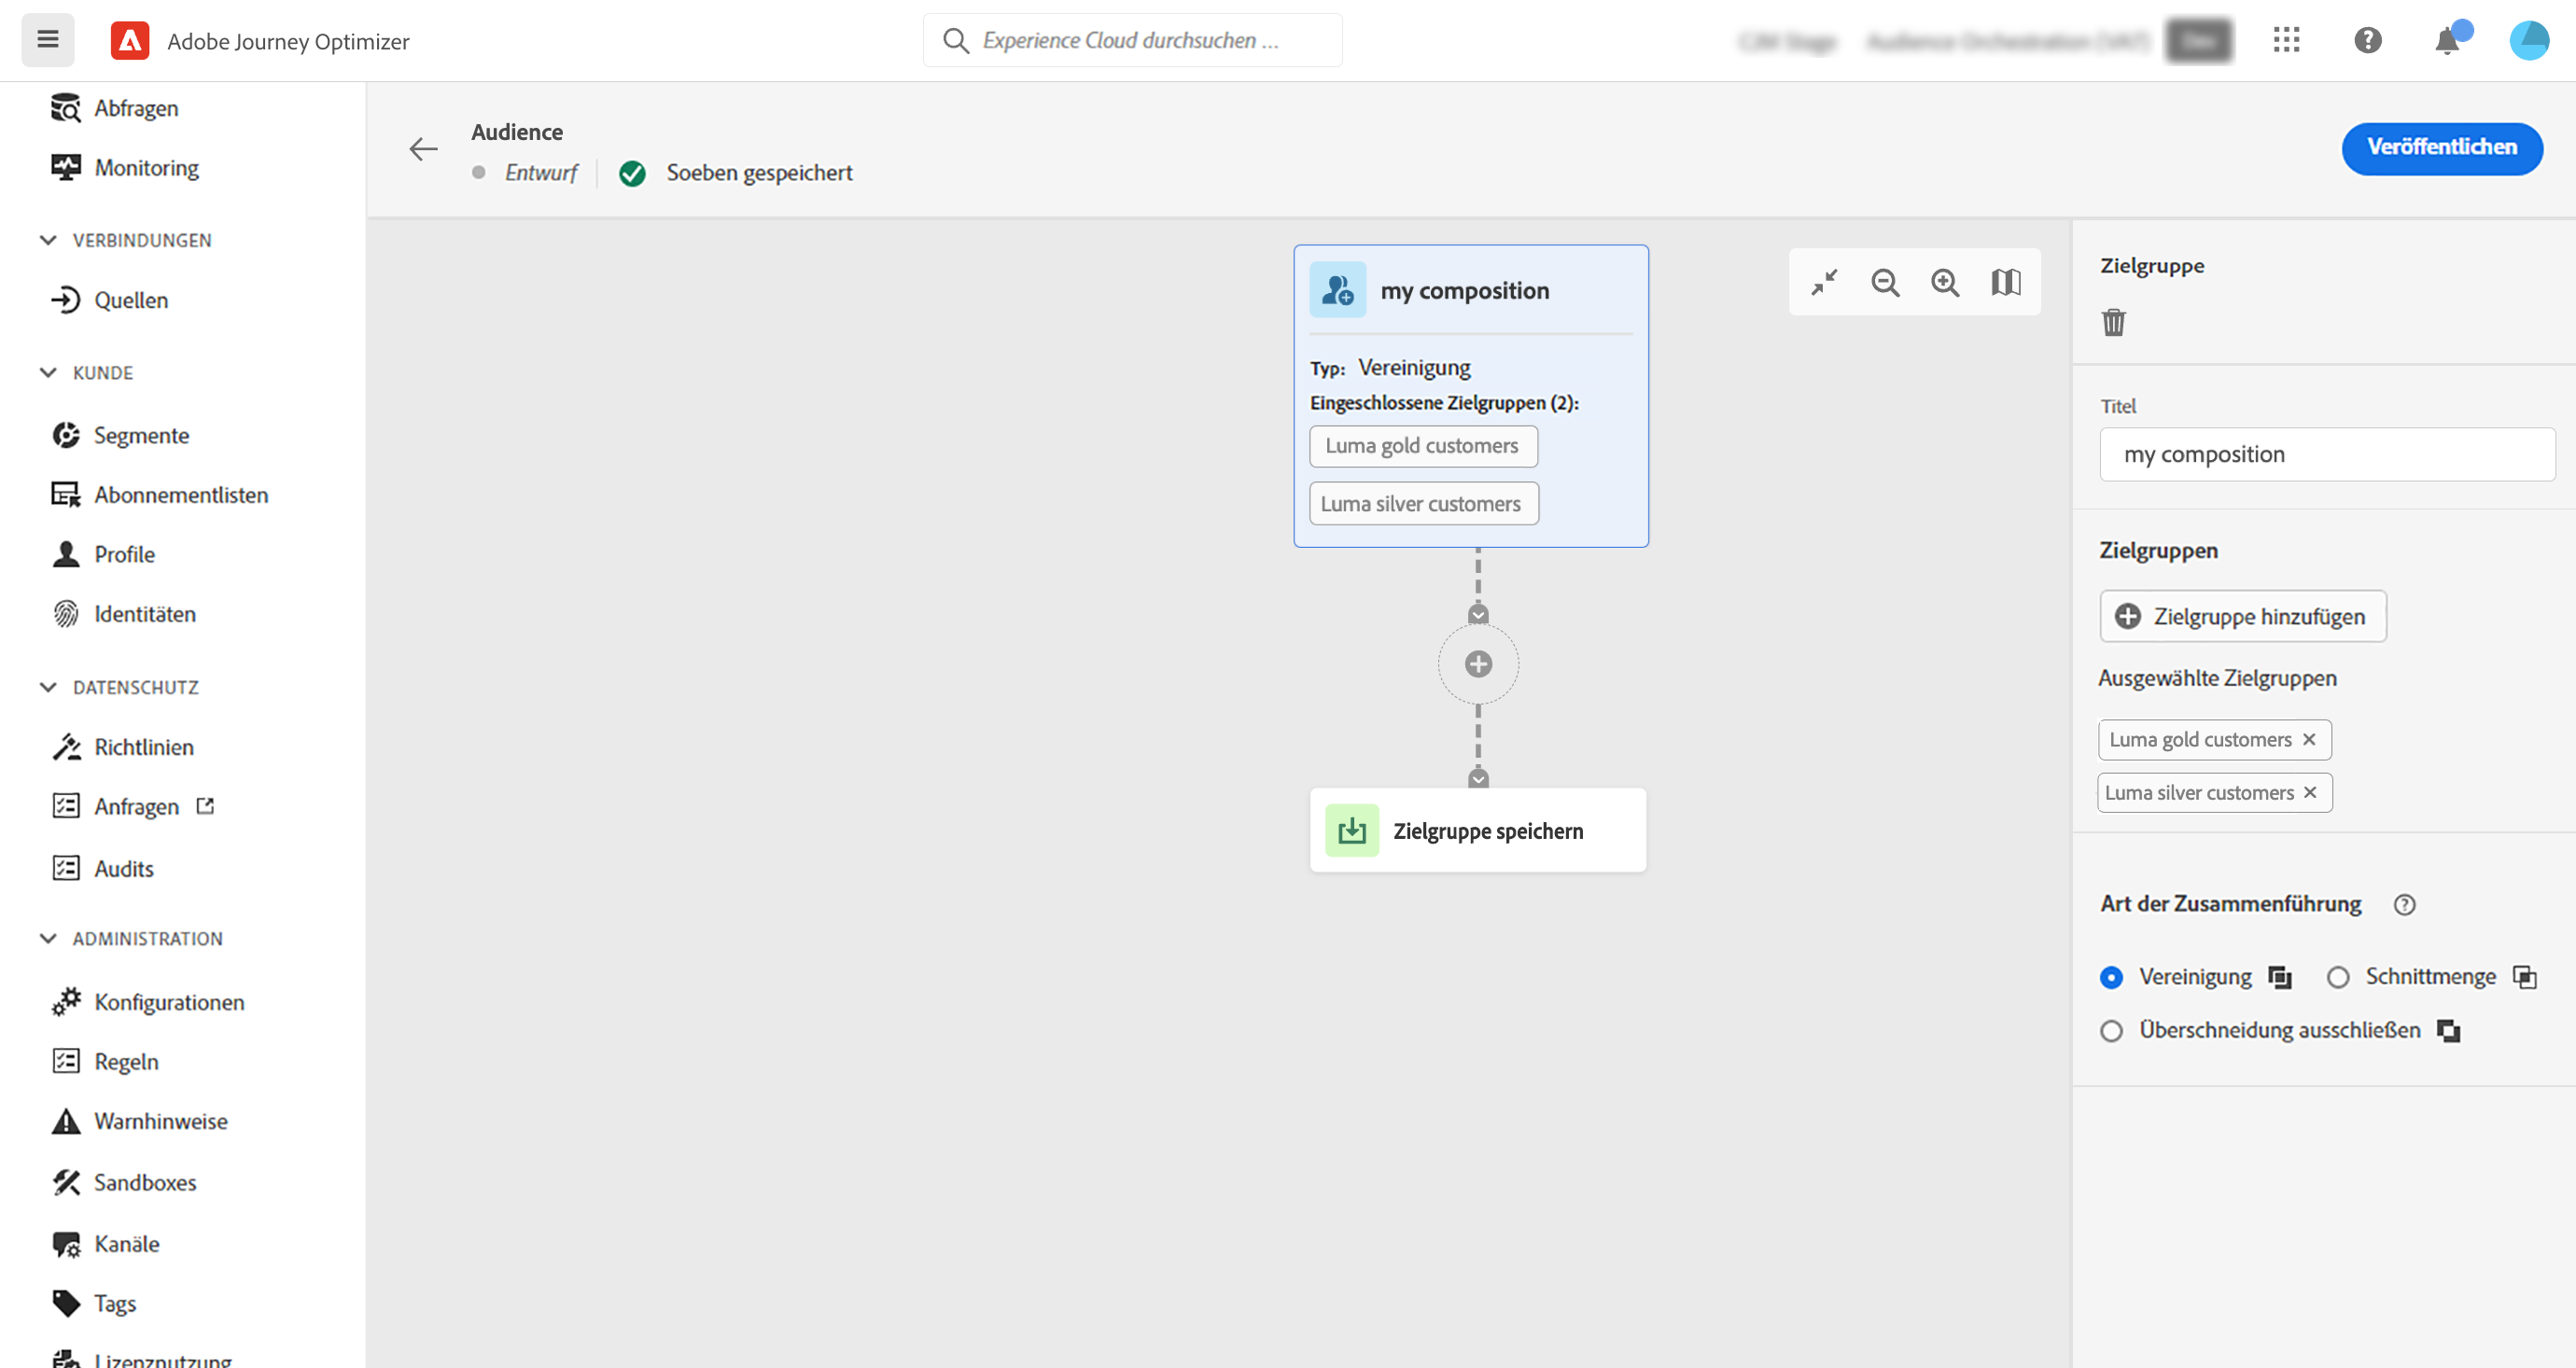 Adobe Journey Optimizer
Experience Cloud durchsuchen ...
Abfragen
Monitoring
VERBINDUNGEN
Quellen
KUNDE
Segmente
Abonnementlisten
Profile
Identitäten
DATENSCHUTZ
Richtlinien
Anfragen
Audits
ADMINISTRATION
Konfigurationen
Regeln
Warnhinweise
Sandboxes
Kanäle
Tags
Lizenznutzung
Audience
Entwurf
Soeben gespeichert
Veröffentlichen
my composition
Typ: Vereinigung
Eingeschlossene Zielgruppen (2):
Luma gold customers
Luma silver customers
Zielgruppe speichern
Zielgruppe
Titel
my composition
Zielgruppen
Zielgruppe hinzufügen
Ausgewählte Zielgruppen
Luma gold customers
Luma silver customers
Art der Zusammenführung
Vereinigung
Schnittmenge
Überschneidung ausschließen